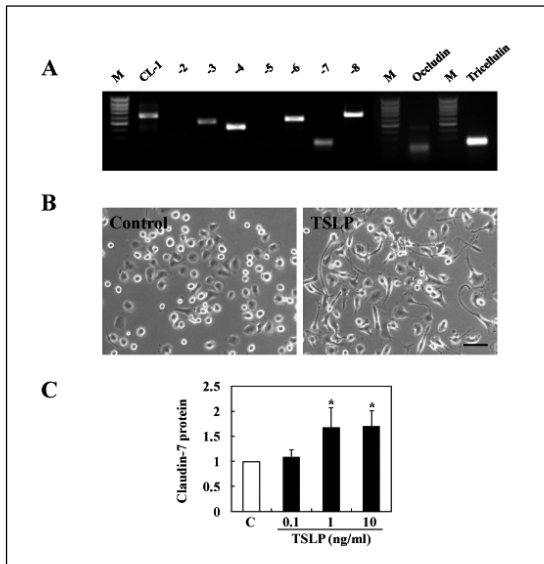 A
M CL-1 -2 -3 -4 -5 -6 -7 -8 M Occludin M Tricellulin
B
Control TSLP
C
Claudin-7 protein
2.5
2
1.5
1
0.5
0
* *
C 0.1 1 10
TSLP (ng/ml)